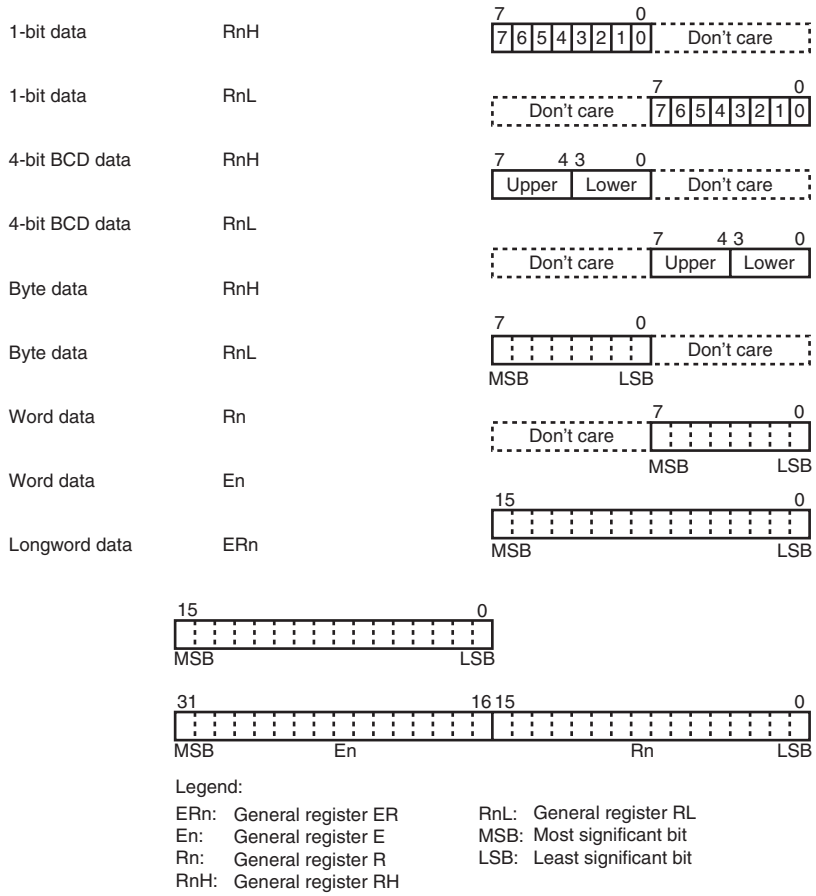 7 0
1-bit data RnH 7 6 5 4 3 2 1 0 Don't care
7 0
1-bit data RnL Don't care 7 6 5 4 3 2 1 0
4-bit BCD data RnH 7 4 3 0
Upper Lower Don't care
4-bit BCD data RnL
7 4 3 0
Don't care Upper Lower
Byte data RnH
7 0
Byte data RnL Don't care
MSB LSB
7 0
Word data Rn
Don't care
MSB LSB
Word data En
15 0
Longword data ERn MSB LSB
15 0
MSB LSB
31 16 15 0
MSB En Rn LSB
Legend:
ERn: General register ER RnL: General register RL
En: General register E MSB: Most significant bit
Rn: General register R LSB: Least significant bit
RnH: General register RH